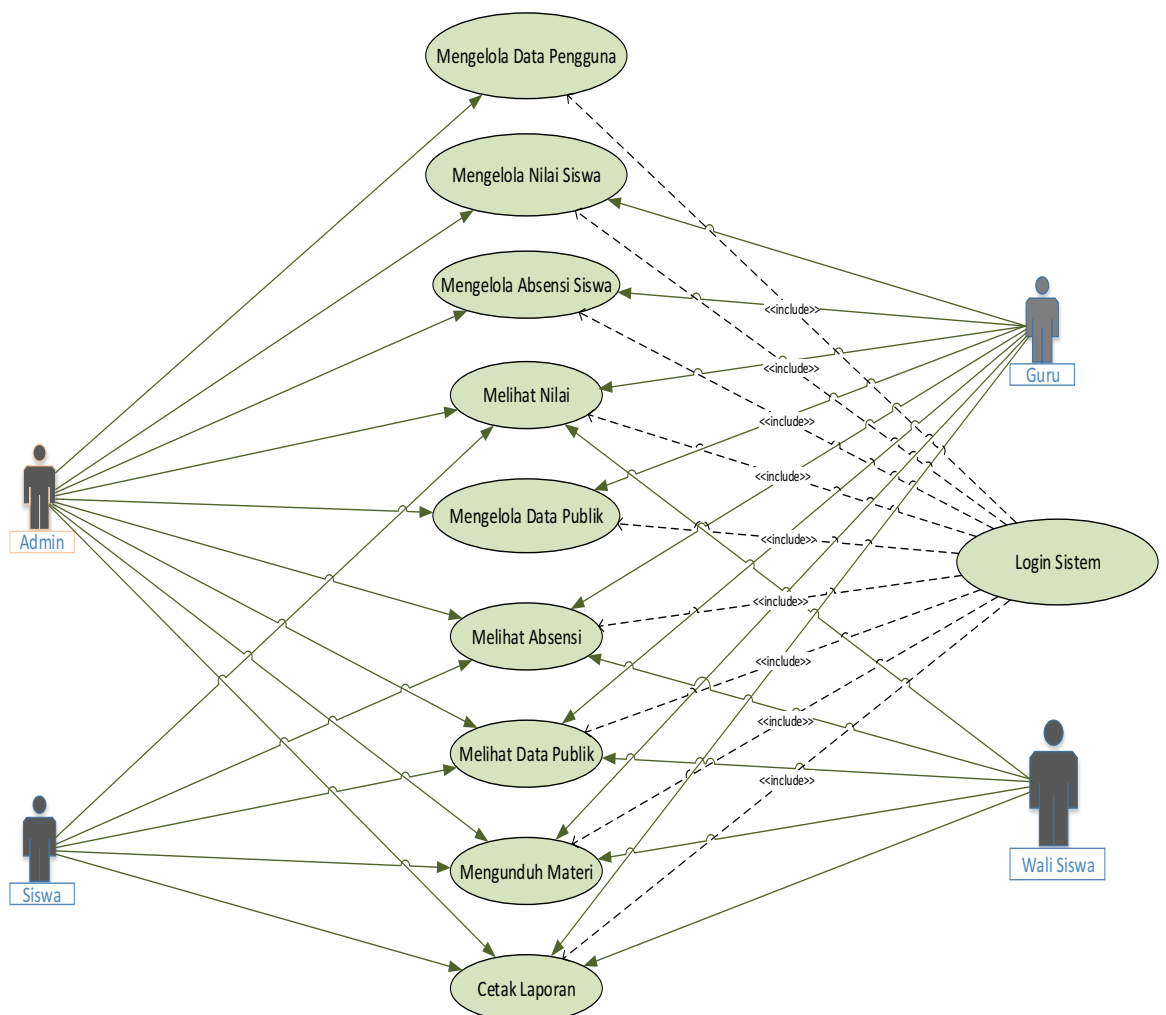 Mengelola Data Pengguna
Mengelola Nilai Siswa
Mengelola Absensi Siswa
<<include>>
Guru
<<include>>
Melihat Nilai
<<include>>
Admin
<<include>>
Mengelola Data Publik
<<include>>
Login Sistem
<<include>>
Melihat Absensi
<<include>>
<<include>>
Melihat Data Publik
<<include>>
Siswa
Mengunduh Materi
Wali Siswa
Cetak Laporan